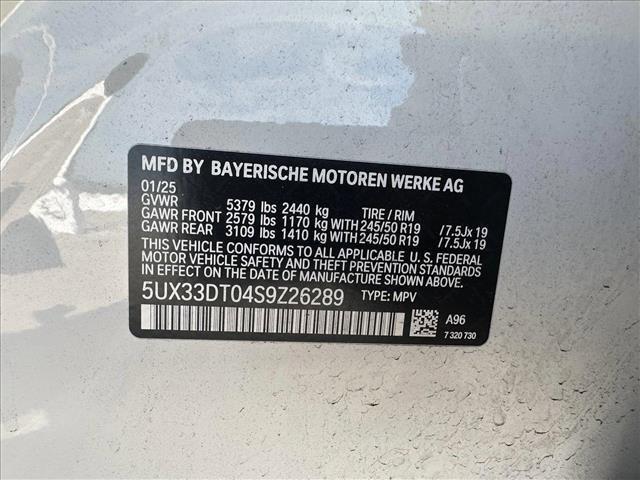 MFD BY BAYERISCHE MOTOREN WERKE AG
01/25
GVWR 5379 lbs 2440 kg TIRE / RIM
GAWR FRONT 2579 lbs 1170 kg WITH 245/50 R19 /7.5Jx 19
GAWR REAR 3109 lbs 1410 kg WITH 245/50 R19 /7.5Jx 19
THIS VEHICLE CONFORMS TO ALL APPLICABLE U. S. FEDERAL
MOTOR VEHICLE SAFETY AND THEFT PREVENTION STANDARDS
IN EFFECT ON THE DATE OF MANUFACTURE SHOWN ABOVE.
5UX33DT04S9Z26289 TYPE: MPV
A96
7 320 730